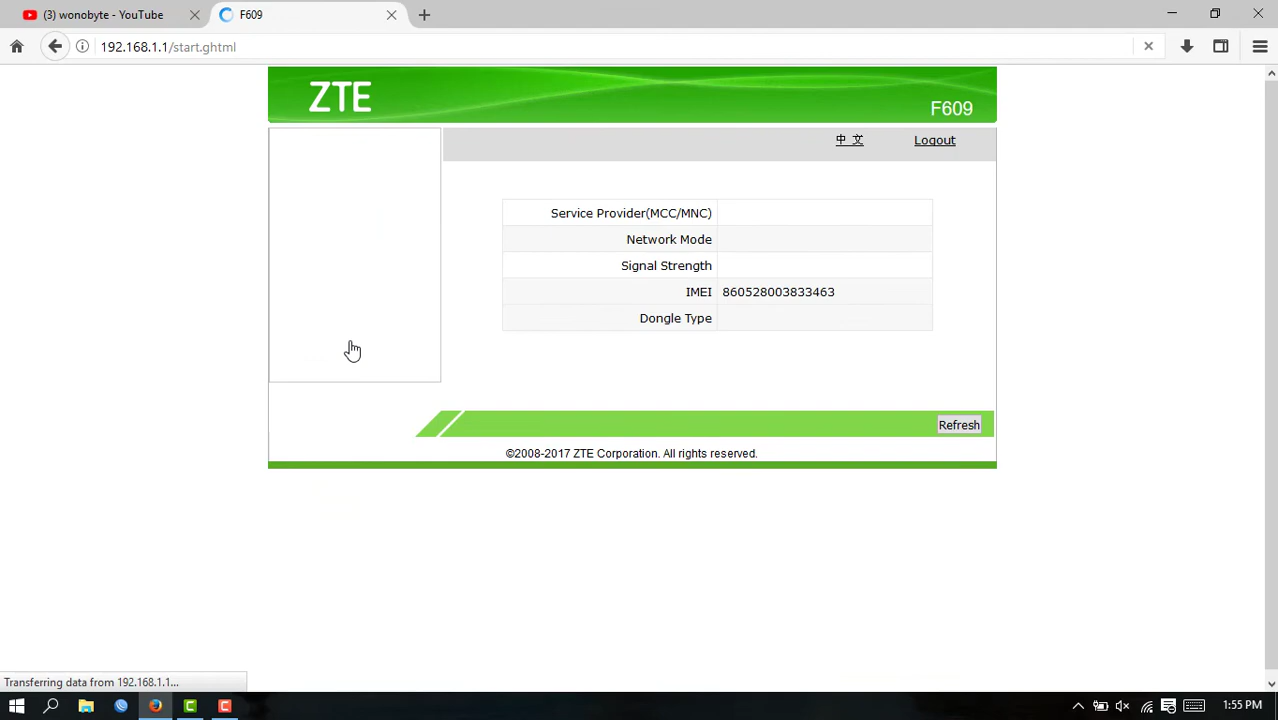 (3) wonobyte - YouTube
F609
192.168.1.1/start.ghtml
ZTE
F609
中 文
Logout
Service Provider(MCC/MNC)
Network Mode
Signal Strength
IMEI 860528003833463
Dongle Type
Refresh
©2008-2017 ZTE Corporation. All rights reserved.
Transferring data from 192.168.1.1...
1:55 PM